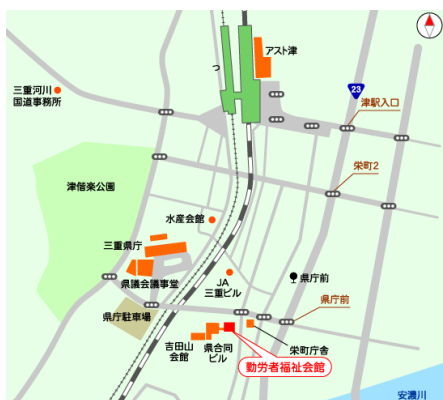 アスト津
つ
三重河川
国道事務所
23
津駅入口
栄町2
津偕楽公園
水産会館
三重県庁
県議会議事堂
JA
三重ビル
県庁前
県庁前
県庁駐車場
吉田山
会館
県合同
ビル
栄町庁舎
勤労者福祉会館
安濃川